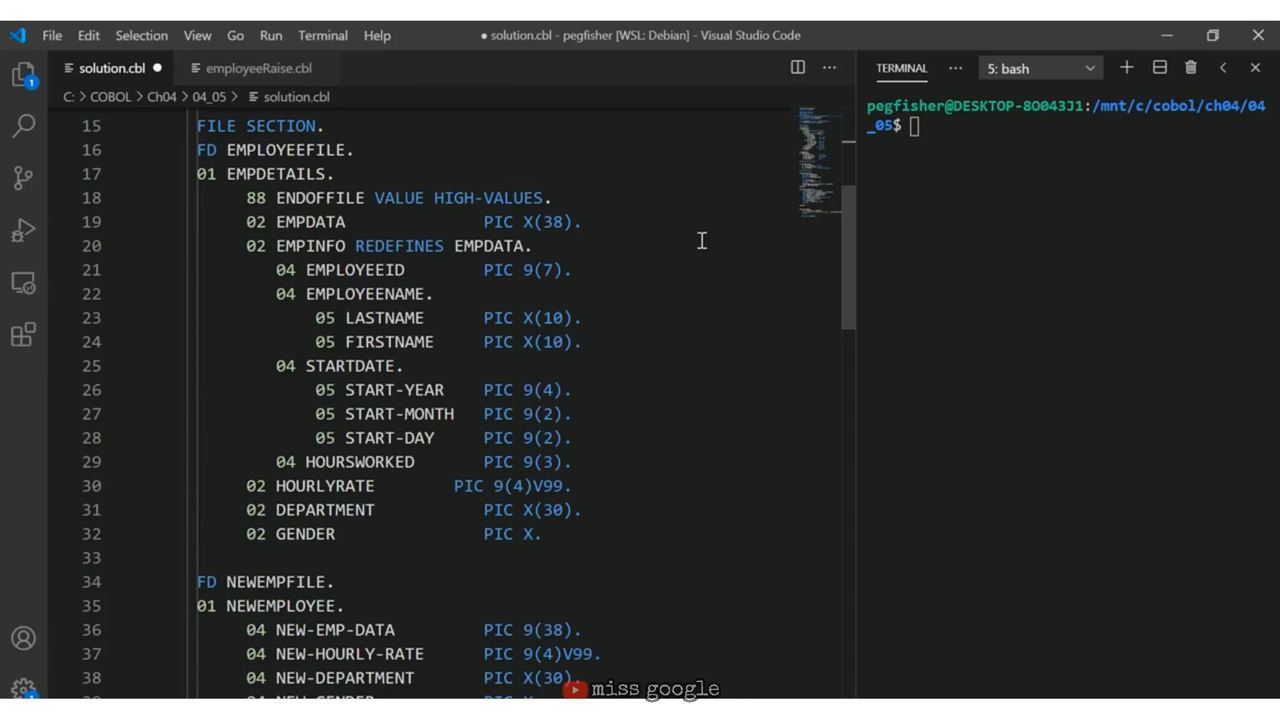 File Edit Selection View Go Run Terminal Help ● solution.cbl - pegfisher [WSL: Debian] - Visual Studio Code
solution.cbl ● employeeRaise.cbl
C: > COBOL > Ch04 > 04_05 > solution.cbl
15 FILE SECTION.
16 FD EMPLOYEEFILE.
17 01 EMPDETAILS.
18 88 ENDOFFILE VALUE HIGH-VALUES.
19 02 EMPDATA PIC X(38).
20 02 EMPINFO REDEFINES EMPDATA.
21 04 EMPLOYEEID PIC 9(7).
22 04 EMPLOYEENAME.
23 05 LASTNAME PIC X(10).
24 05 FIRSTNAME PIC X(10).
25 04 STARTDATE.
26 05 START-YEAR PIC 9(4).
27 05 START-MONTH PIC 9(2).
28 05 START-DAY PIC 9(2).
29 04 HOURSWORKED PIC 9(3).
30 02 HOURLYRATE PIC 9(4)V99.
31 02 DEPARTMENT PIC X(30).
32 02 GENDER PIC X.
33
34 FD NEWEMPFILE.
35 01 NEWEMPLOYEE.
36 04 NEW-EMP-DATA PIC 9(38).
37 04 NEW-HOURLY-RATE PIC 9(4)V99.
38 04 NEW-DEPARTMENT PIC X(30).
TERMINAL ··· 5: bash
pegfisher@DESKTOP-8O043J1:/mnt/c/cobol/ch04/04
_05$
1
1
miss google